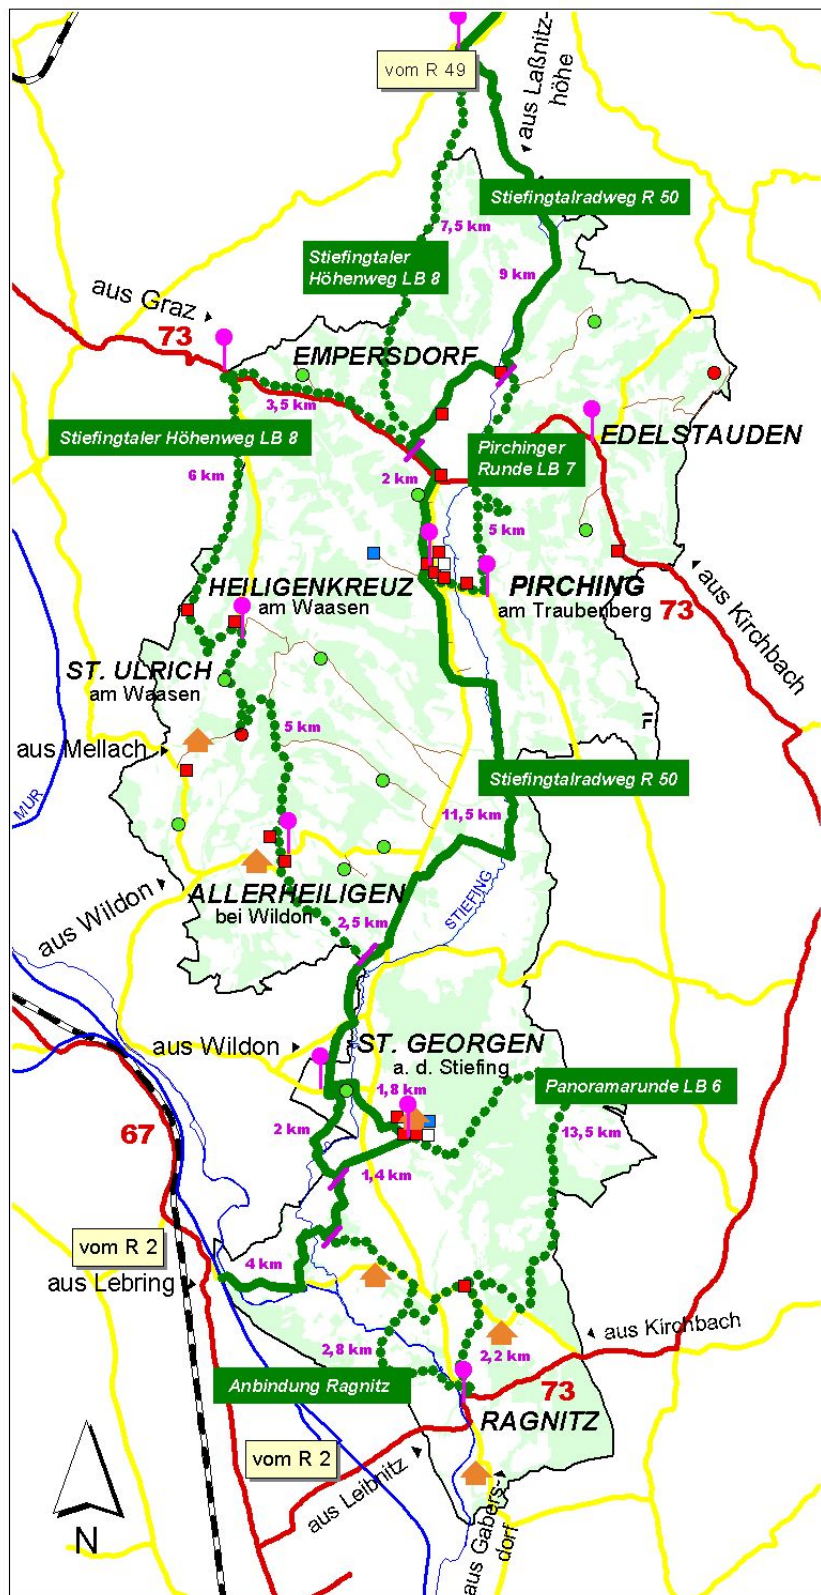 vom R 49
aus Laßnitz-
höhe
Stiefingtalradweg R 50
7,5 km
Stiefingtaler
Höhenweg LB 8
9 km
aus Graz
73
EMPERSDORF
3,5 km
Stiefingtaler Höhenweg LB 8
EDELSTAUDEN
Pirchinger
Runde LB 7
6 km
2 km
5 km
HEILIGENKREUZ
am Waasen
PIRCHING
am Traubenberg
73
aus Kirchbach
ST. ULRICH
am Waasen
F
5 km
aus Mellach
Stiefingtalradweg R 50
MUR
11,5 km
ALLERHEILIGEN
bei Wildon
STIEFING
aus Wildon
2,5 km
aus Wildon
ST. GEORGEN
a. d. Stiefing
1,8 km
Panoramarunde LB 6
67
2 km
13,5 km
1,4 km
vom R 2
4 km
aus Lebring
aus Kirchbach
2,8 km
2,2 km
Anbindung Ragnitz
73
RAGNITZ
vom R 2
aus Leibnitz
aus Gabers-
dorf
N